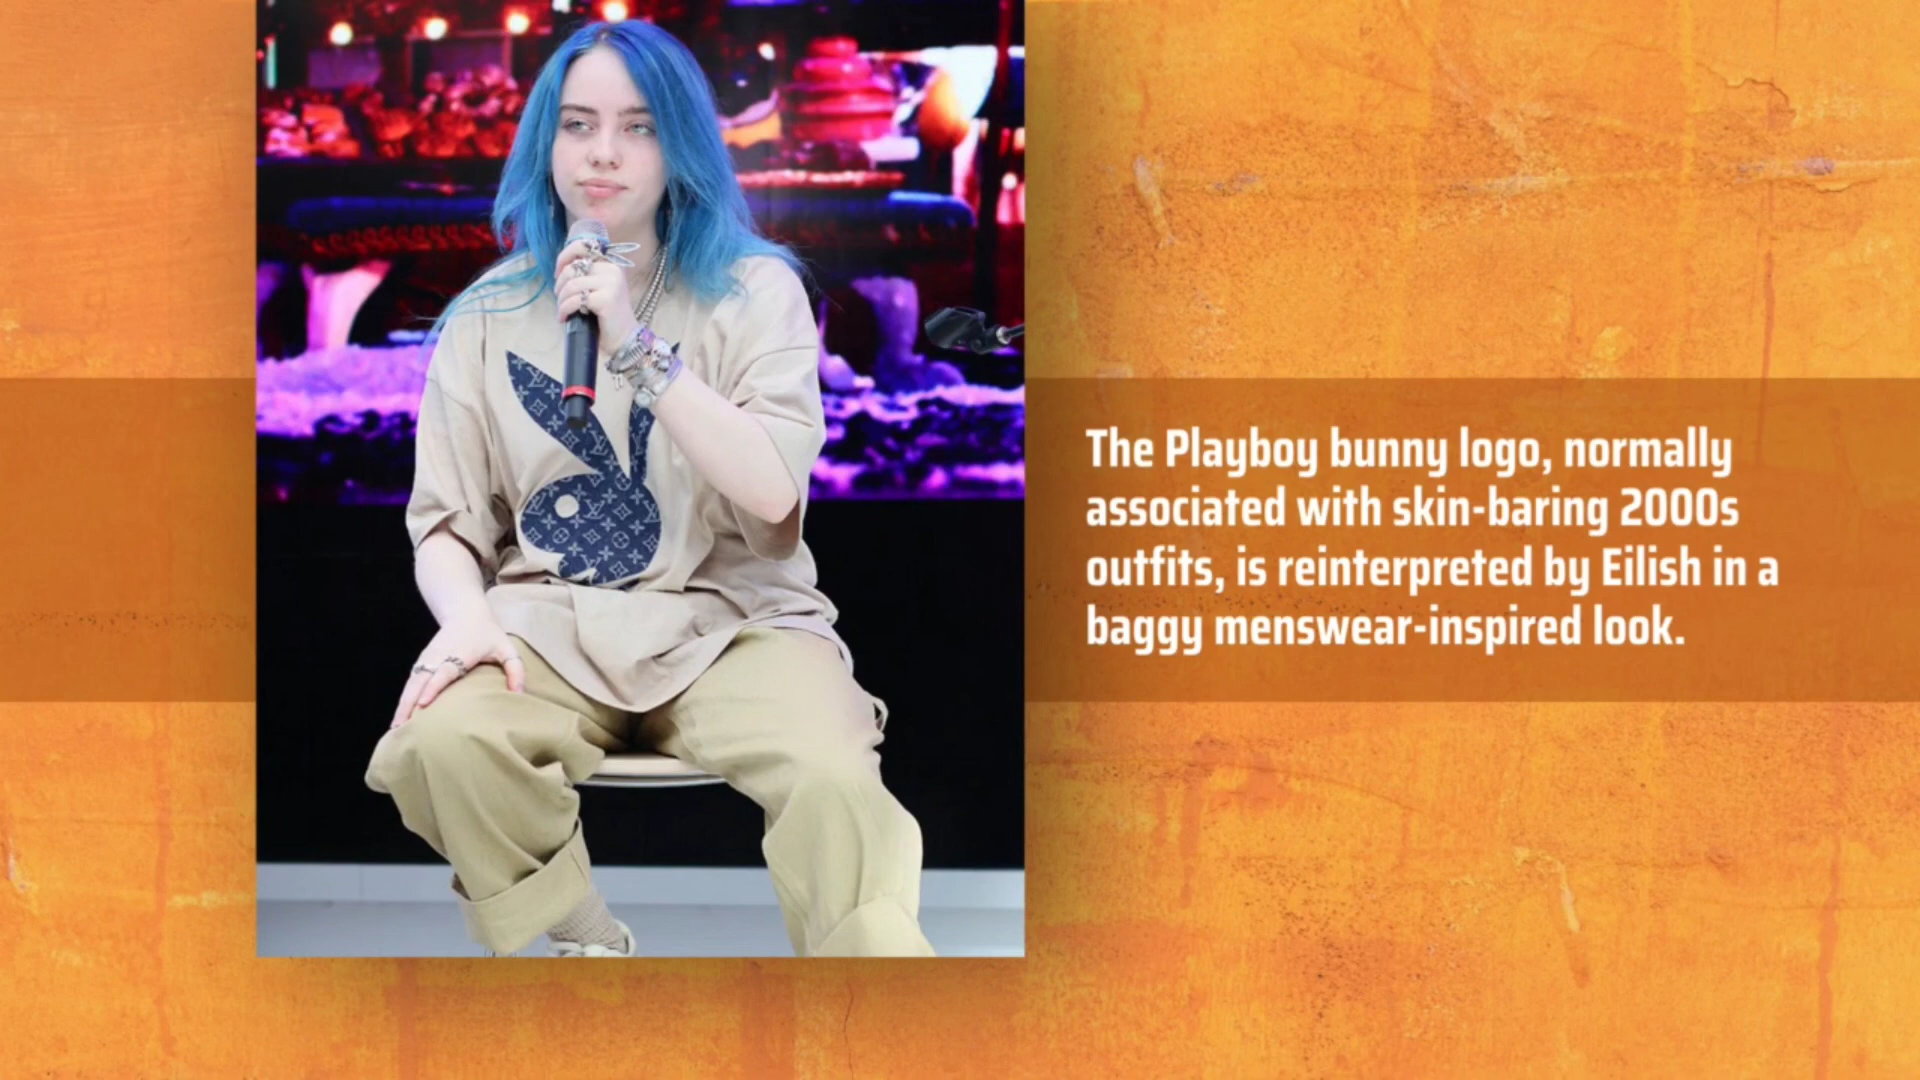 The Playboy bunny logo, normally
associated with skin-baring 2000s
outfits, is reinterpreted by Eilish in a
baggy menswear-inspired look.